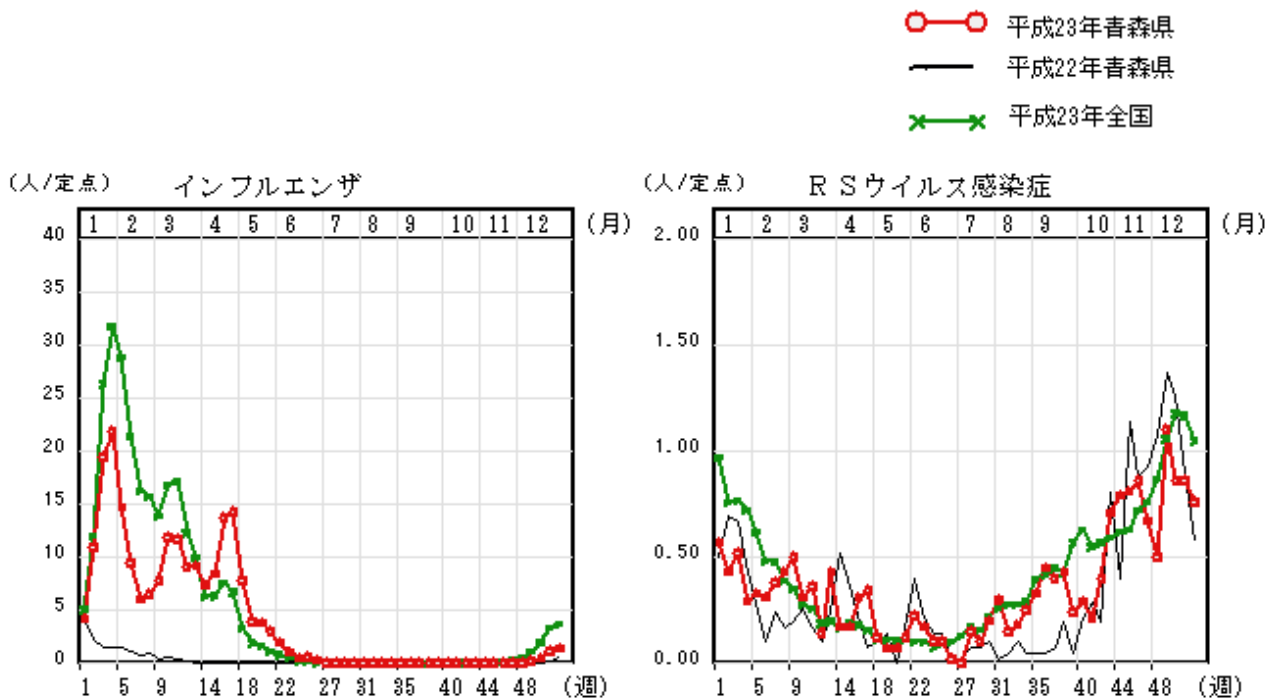 平成23年青森県
平成22年青森県
平成23年全国
(人/定点) インフルエンザ
1 2 3 4 5 6 7 8 9 10 11 12 (月)
40
35
30
25
20
15
10
5
0
1 5 9 14 18 22 27 31 35 40 44 48 (週)
(人/定点) RSウイルス感染症
1 2 3 4 5 6 7 8 9 10 11 12 (月)
2.00
1.50
1.00
0.50
0.00
1 5 9 14 18 22 27 31 35 40 44 48 (週)